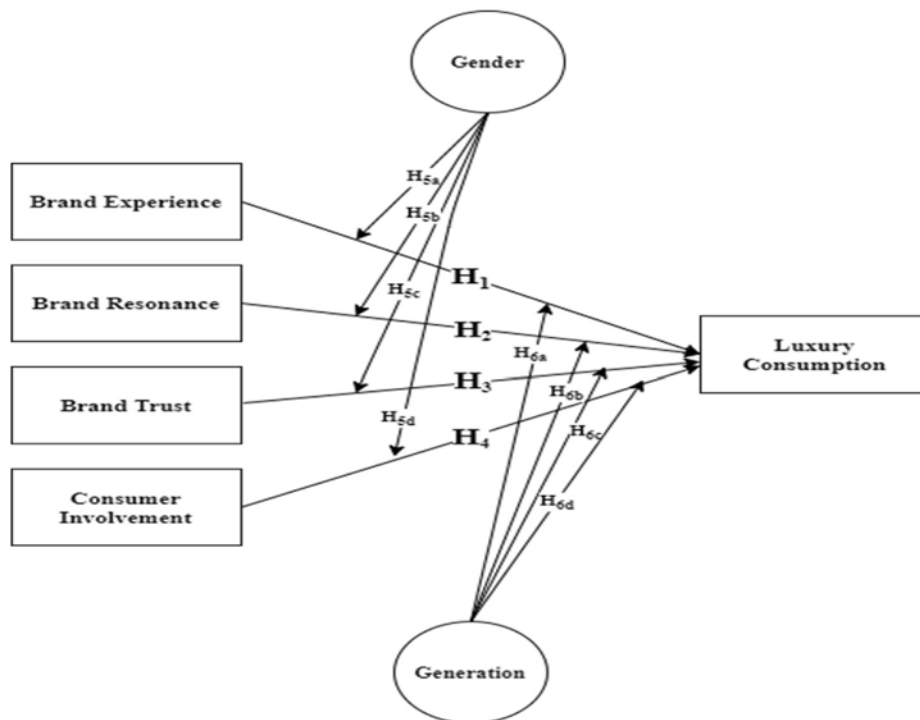 Gender
H5a
Brand Experience
H5b
H1
H5c
Brand Resonance
H2
H6a
Luxury
Consumption
H3
Brand Trust
H6b
H5d
H4
H6c
Consumer
Involvement
H6d
Generation